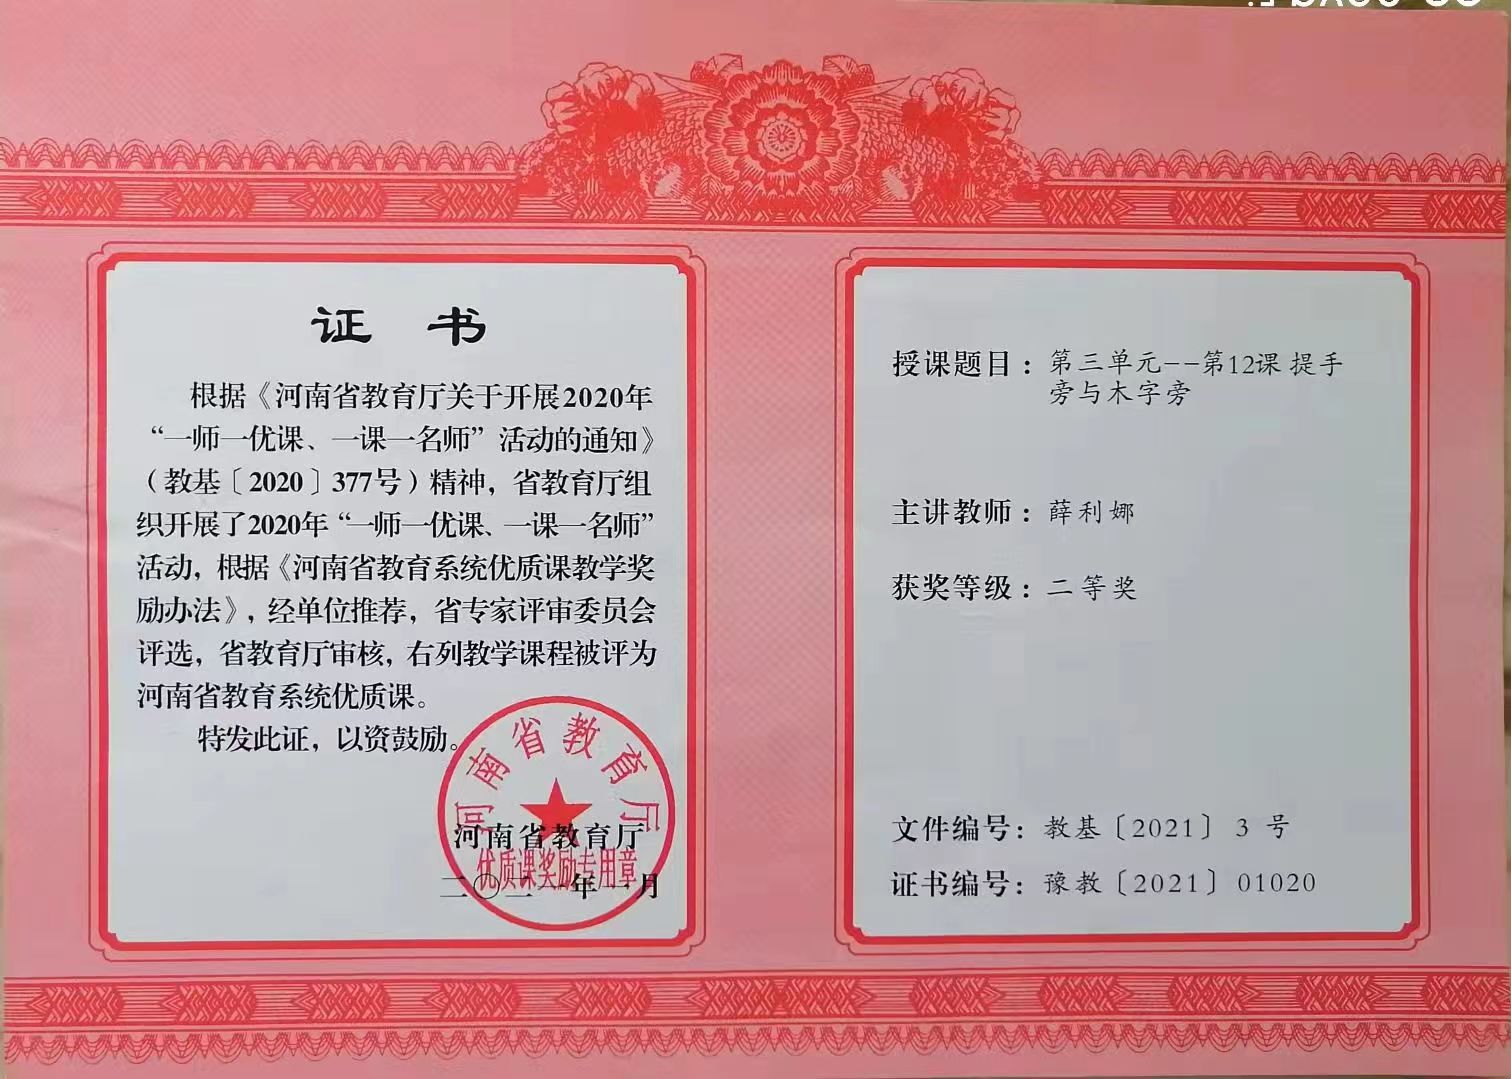 证 书
根据《河南省教育厅关于开展2020年
“一师一优课、一课一名师”活动的通知》
（教基〔2020〕377号）精神，省教育厅组
织开展了2020年“一师一优课、一课一名师”
活动，根据《河南省教育系统优质课教学奖
励办法》，经单位推荐，省专家评审委员会
评选，省教育厅审核，右列教学课程被评为
河南省教育系统优质课。
特发此证，以资鼓励。
河南省教育厅
河南省教育厅
优质课奖励专用章
二〇二一年一月
授课题目：第三单元--第12课 提手
旁与木字旁
主讲教师：薛利娜
获奖等级：二等奖
文件编号：教基〔2021〕3 号
证书编号：豫教〔2021〕01020